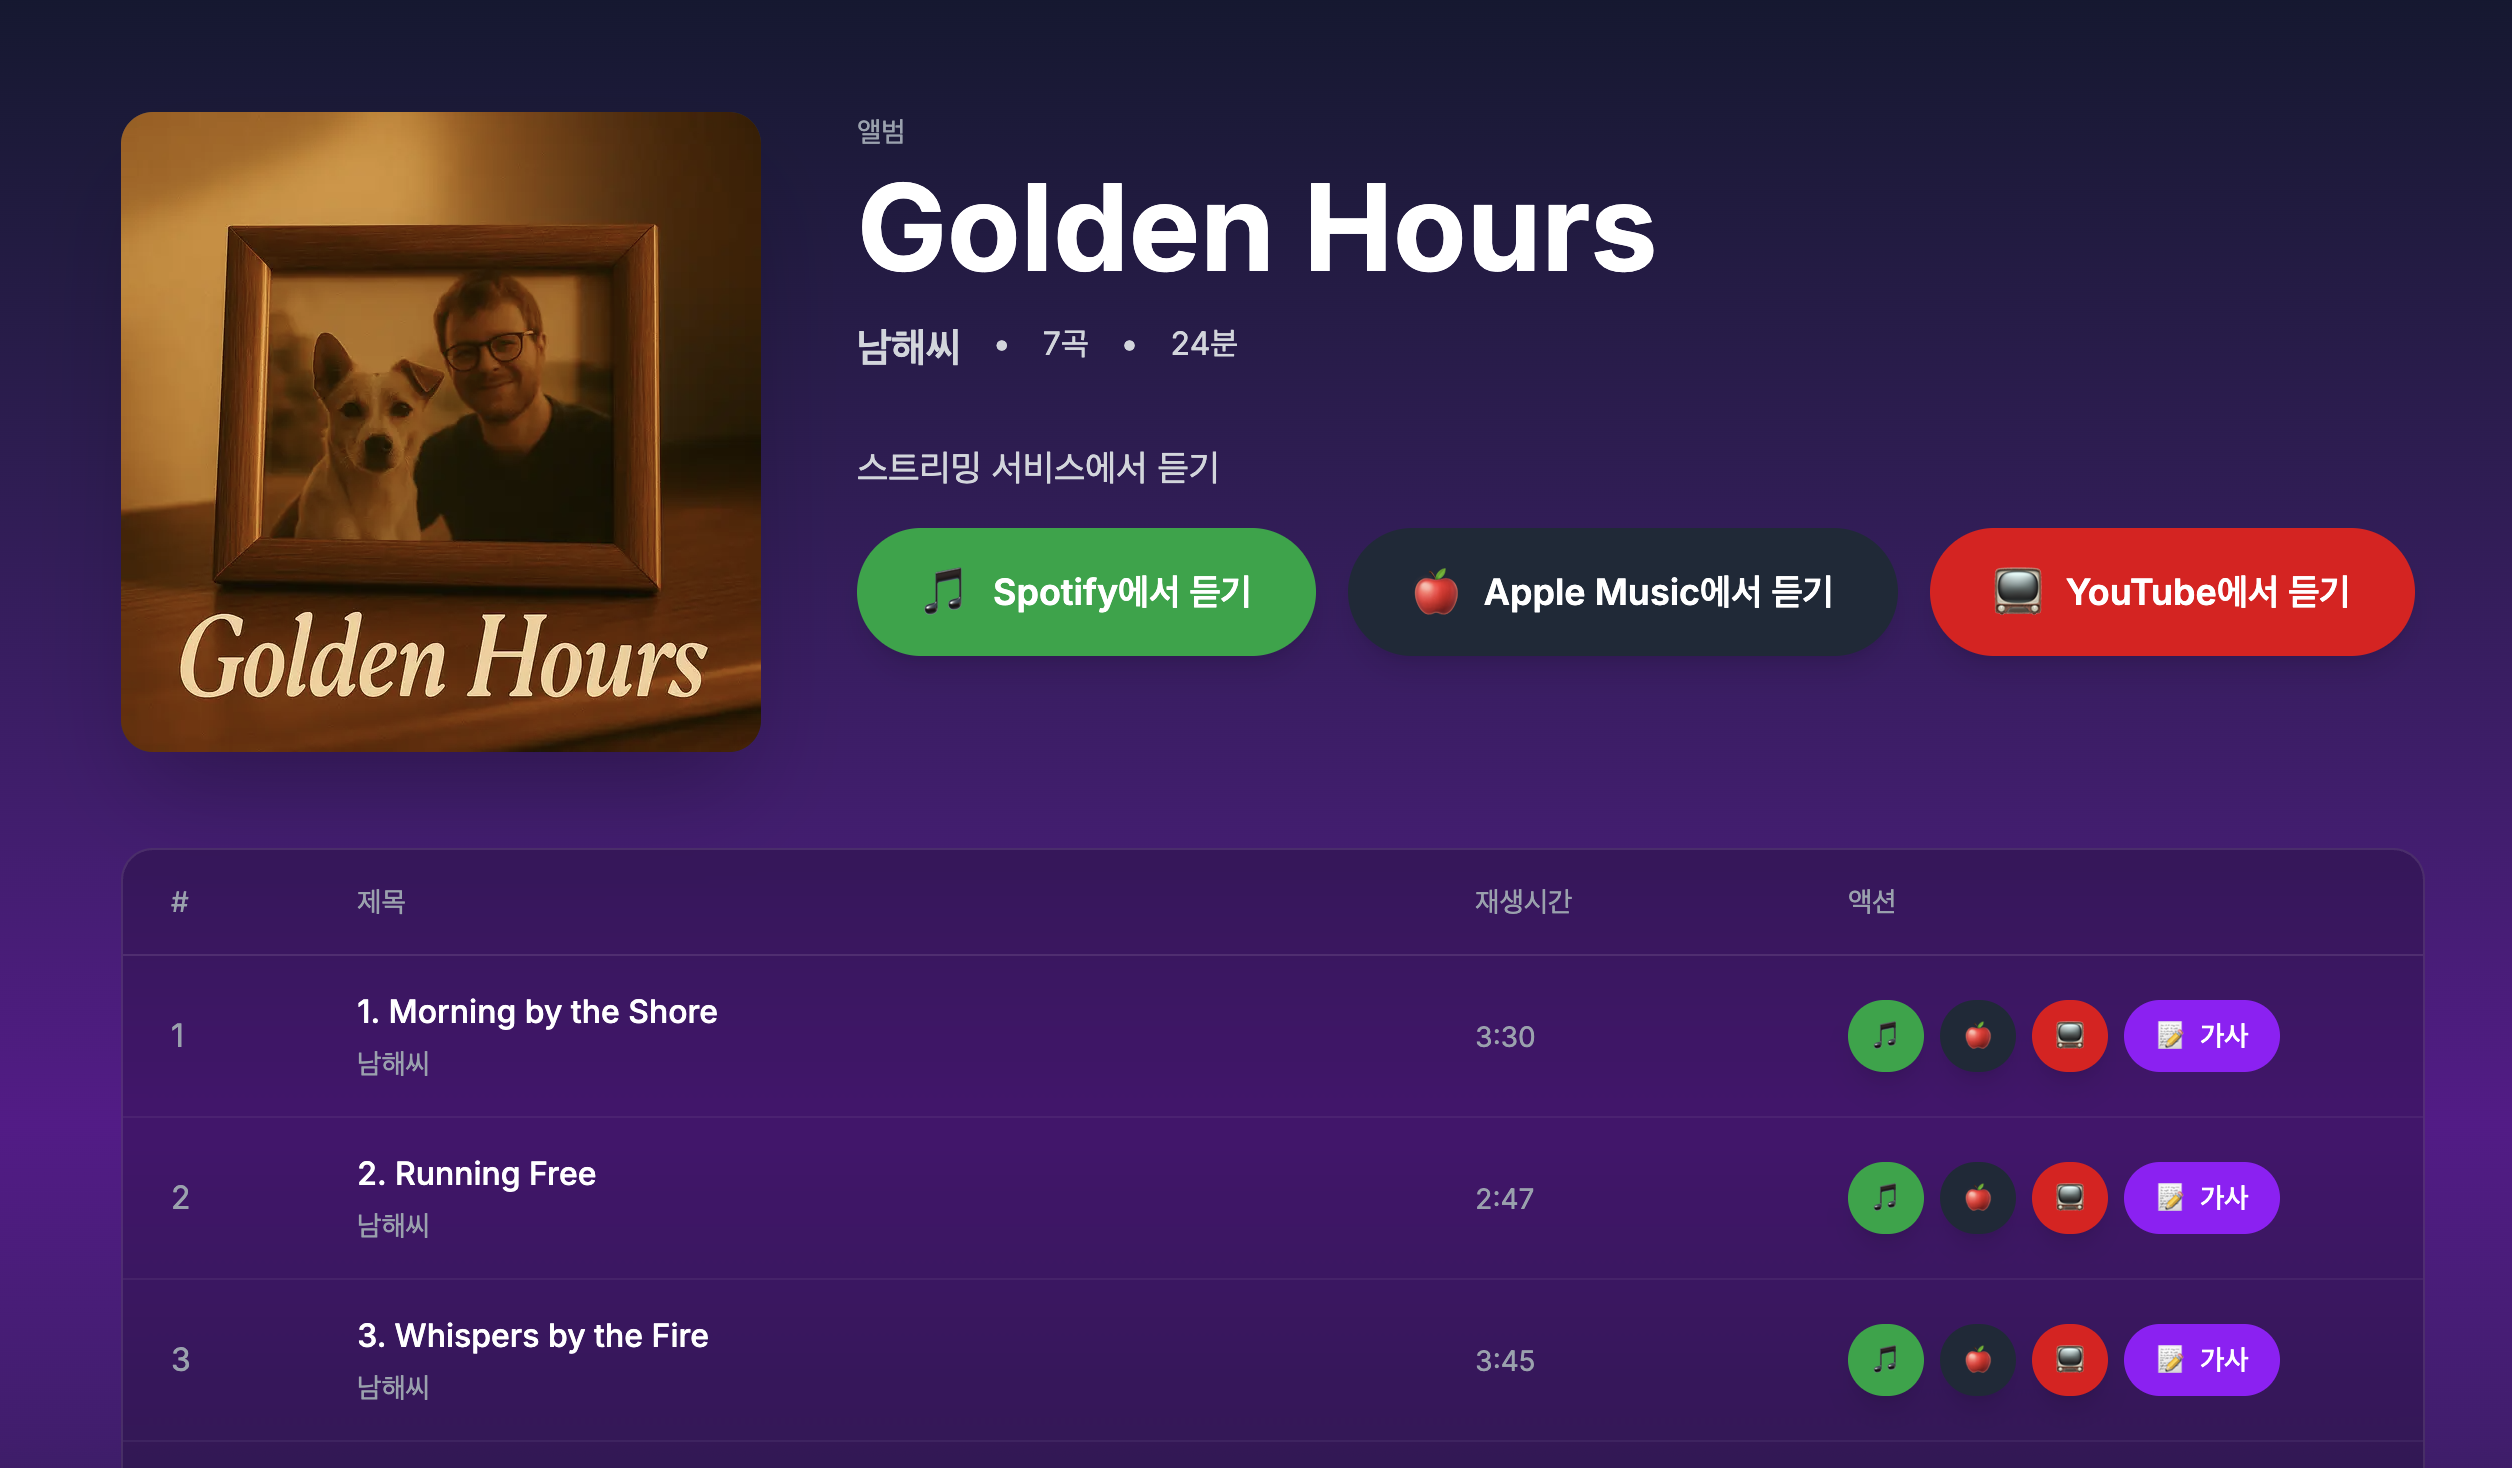 Golden Hours
앨범
Golden Hours
남해씨 • 7곡 • 24분
스트리밍 서비스에서 듣기
Spotify에서 듣기
Apple Music에서 듣기
YouTube에서 듣기
# 제목 재생시간 액션
1 1. Morning by the Shore 3:30 가사
남해씨
2 2. Running Free 2:47 가사
남해씨
3 3. Whispers by the Fire 3:45 가사
남해씨